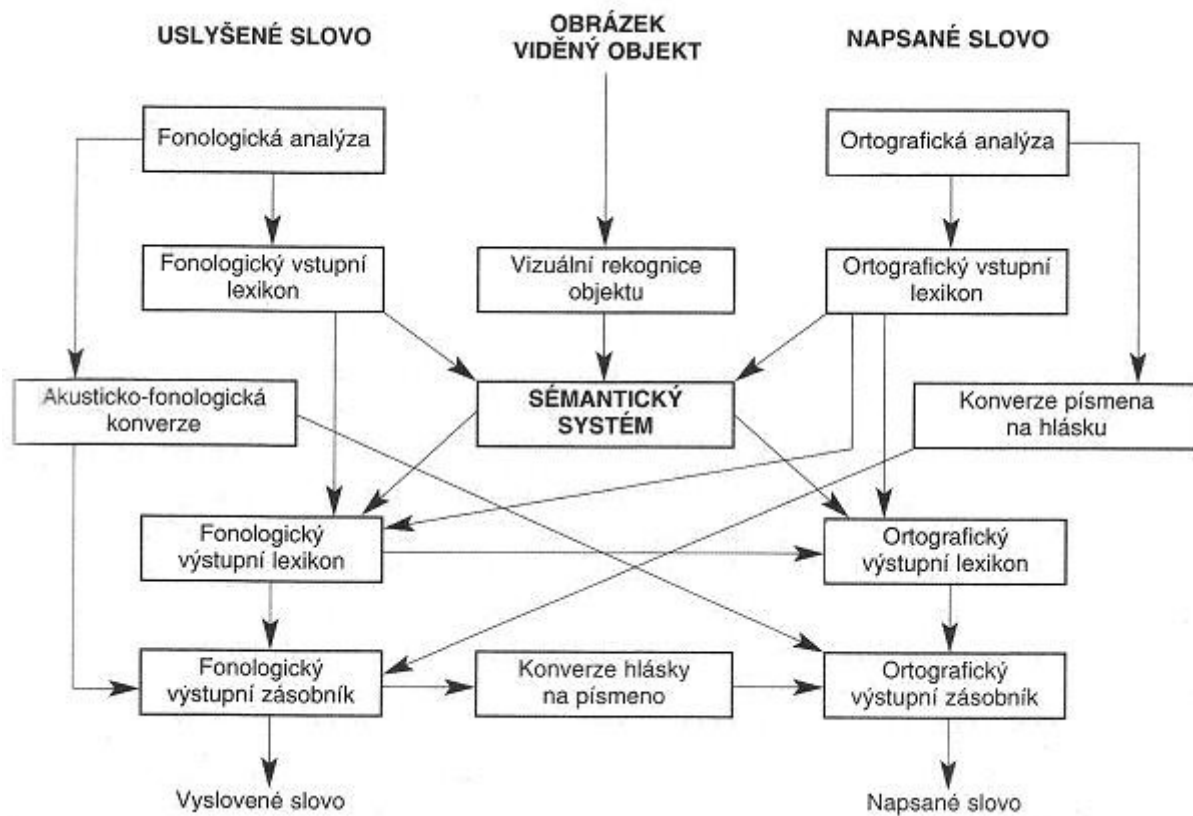 USLYŠENÉ SLOVO
OBRÁZEK
VIDĚNÝ OBJEKT
NAPSANÉ SLOVO
Fonologická analýza
Ortografická analýza
Fonologický vstupní
lexikon
Vizuální rekognice
objektu
Ortografický vstupní
lexikon
Akusticko-fonologická
konverze
SÉMANTICKÝ
SYSTÉM
Konverze písmena
na hlásku
Fonologický
výstupní lexikon
Ortografický
výstupní lexikon
Fonologický
výstupní zásobník
Konverze hlásky
na písmeno
Ortografický
výstupní zásobník
Vyslovené slovo
Napsané slovo